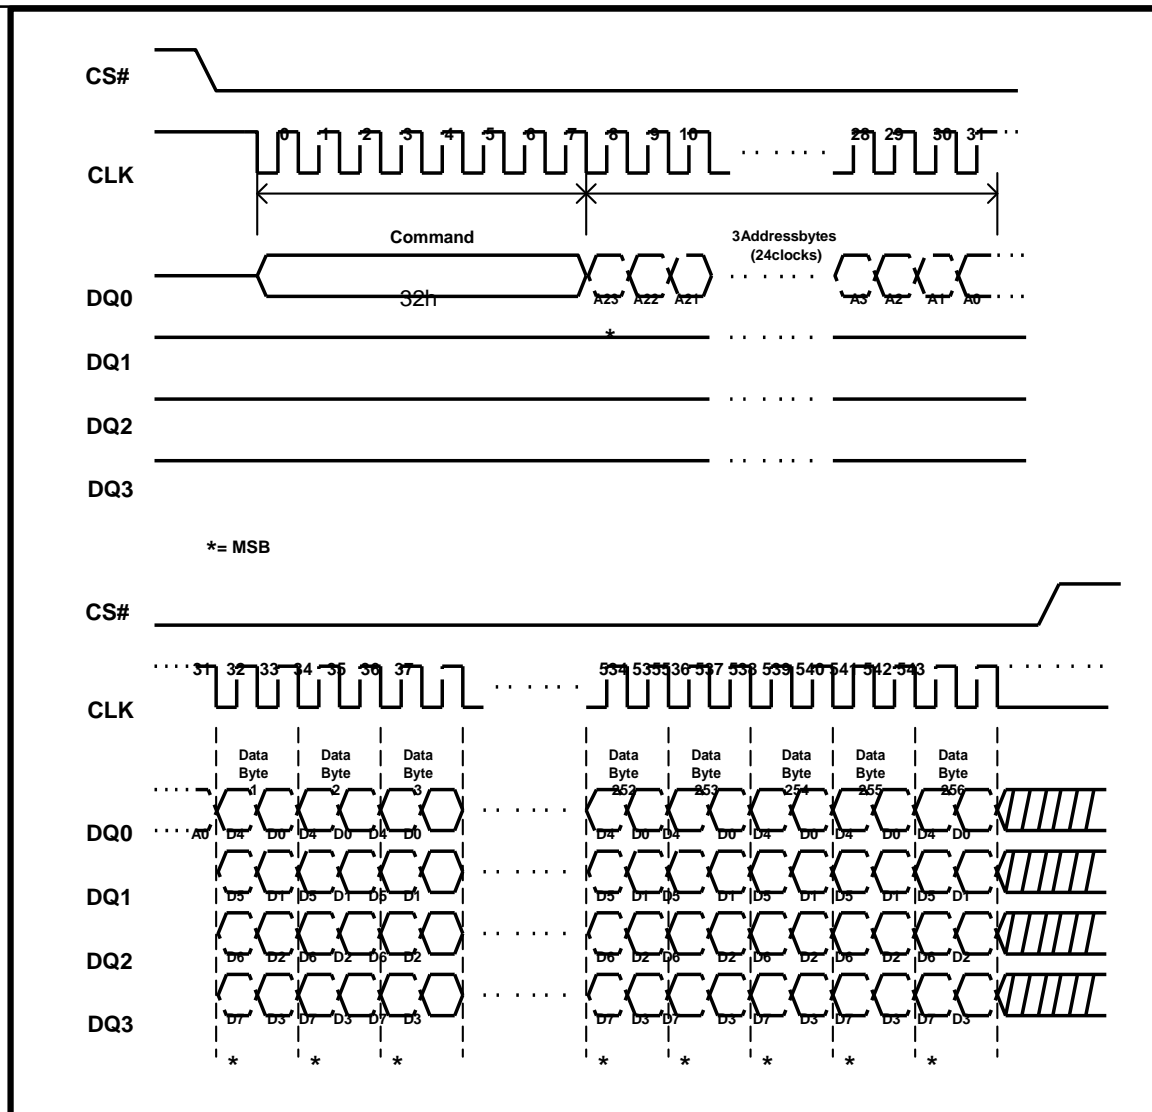 CS#
0 1 2 3 4 5 6 7 8 9 10 28 29 30 31
CLK
Command
3Addressbytes
(24clocks)
DQ0
32h
A23 A22 A21 A3 A2 A1 A0
*
DQ1
DQ2
DQ3
*= MSB
CS#
31 32 33 34 35 36 37 534 535 536 537 538 539 540 541 542 543
CLK
Data Data Data Data Data Data Data Data
Byte Byte Byte Byte Byte Byte Byte Byte
1 2 3 252 253 254 255 256
DQ0
A0 D4 D0 D4 D0 D4 D0 D4 D0 D4 D0 D4 D0 D4 D0 D4 D0
DQ1
D5 D1 D5 D1 D5 D1 D5 D1 D5 D1 D5 D1 D5 D1 D5 D1
DQ2
D6 D2 D6 D2 D6 D2 D6 D2 D6 D2 D6 D2 D6 D2 D6 D2
DQ3
D7 D3 D7 D3 D7 D3 D7 D3 D7 D3 D7 D3 D7 D3 D7 D3
* * * * * * * *